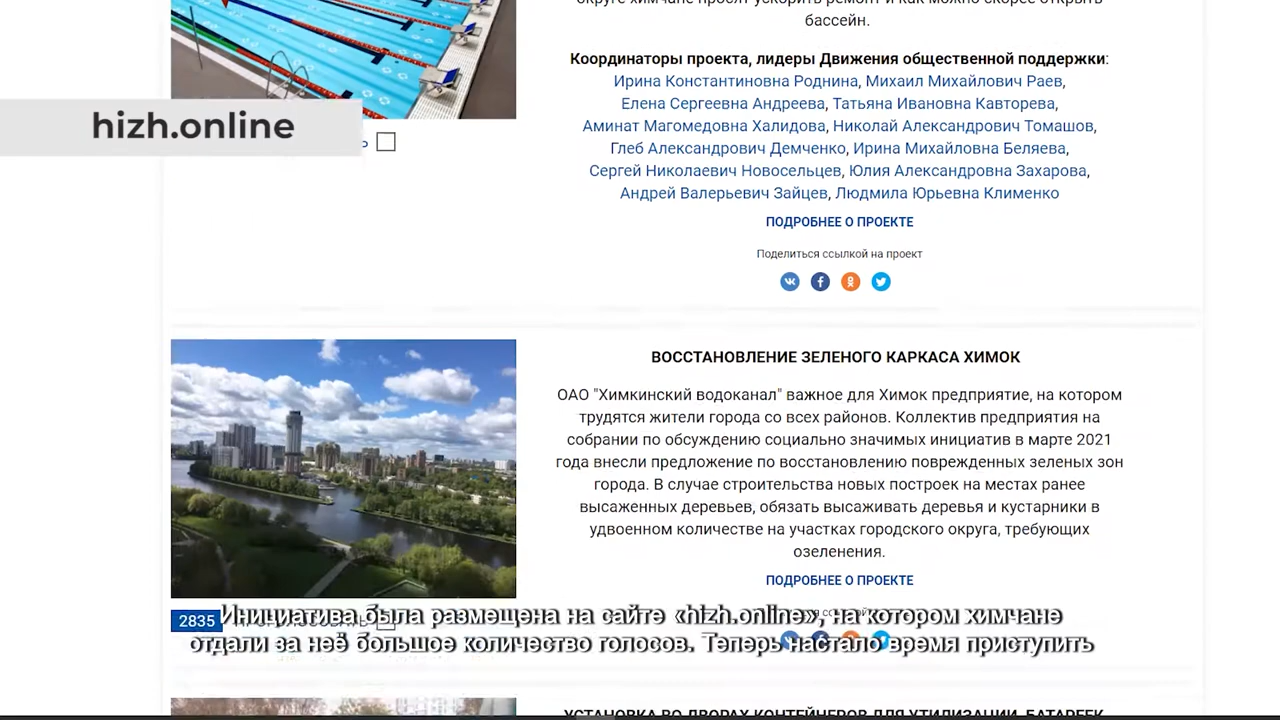 округе химчане просят ускорить ремонт и как можно скорее открыть
бассейн.
Координаторы проекта, лидеры Движения общественной поддержки:
Ирина Константиновна Роднина, Михаил Михайлович Раев,
Елена Сергеевна Андреева, Татьяна Ивановна Кавторева,
Аминат Магомедовна Халидова, Николай Александрович Томашов,
Глеб Александрович Демченко, Ирина Михайловна Беляева,
Сергей Николаевич Новосельцев, Юлия Александровна Захарова,
Андрей Валерьевич Зайцев, Людмила Юрьевна Клименко
ПОДРОБНЕЕ О ПРОЕКТЕ
Поделиться ссылкой на проект
hizh.online
ВОССТАНОВЛЕНИЕ ЗЕЛЕНОГО КАРКАСА ХИМОК
ОАО "Химкинский водоканал" важное для Химок предприятие, на котором
трудятся жители города со всех районов. Коллектив предприятия на
собрании по обсуждению социально значимых инициатив в марте 2021
года внесли предложение по восстановлению поврежденных зеленых зон
города. В случае строительства новых построек на местах ранее
высаженных деревьев, обязать высаживать деревья и кустарники в
удвоенном количестве на участках городского округа, требующих
озеленения.
ПОДРОБНЕЕ О ПРОЕКТЕ
2835
Инициатива была размещена на сайте «hizh.online», на котором химчане
отдали за неё большое количество голосов. Теперь настало время приступить
УСТАНОВКА ВО ДВОРАХ КОНТЕЙНЕРОВ ДЛЯ УТИЛИЗАЦИИ БАТАРЕЕК,